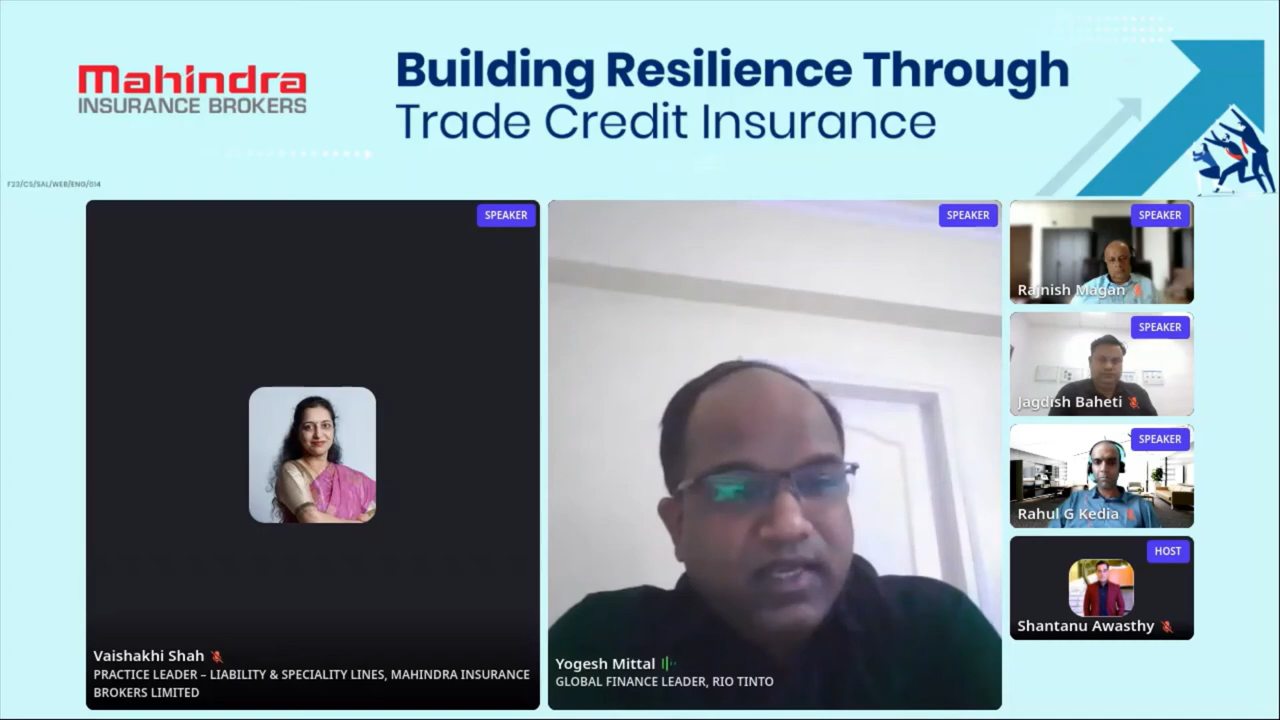 Mahindra
INSURANCE BROKERS
Building Resilience Through
Trade Credit Insurance
F23/CS/SAL/WEB/ENG/014
SPEAKER
Vaishakhi Shah
PRACTICE LEADER – LIABILITY & SPECIALITY LINES, MAHINDRA INSURANCE
BROKERS LIMITED
SPEAKER
Yogesh Mittal
GLOBAL FINANCE LEADER, RIO TINTO
SPEAKER
Rajnish Magan
SPEAKER
Jagdish Baheti
SPEAKER
Rahul G Kedia
HOST
Shantanu Awasthy